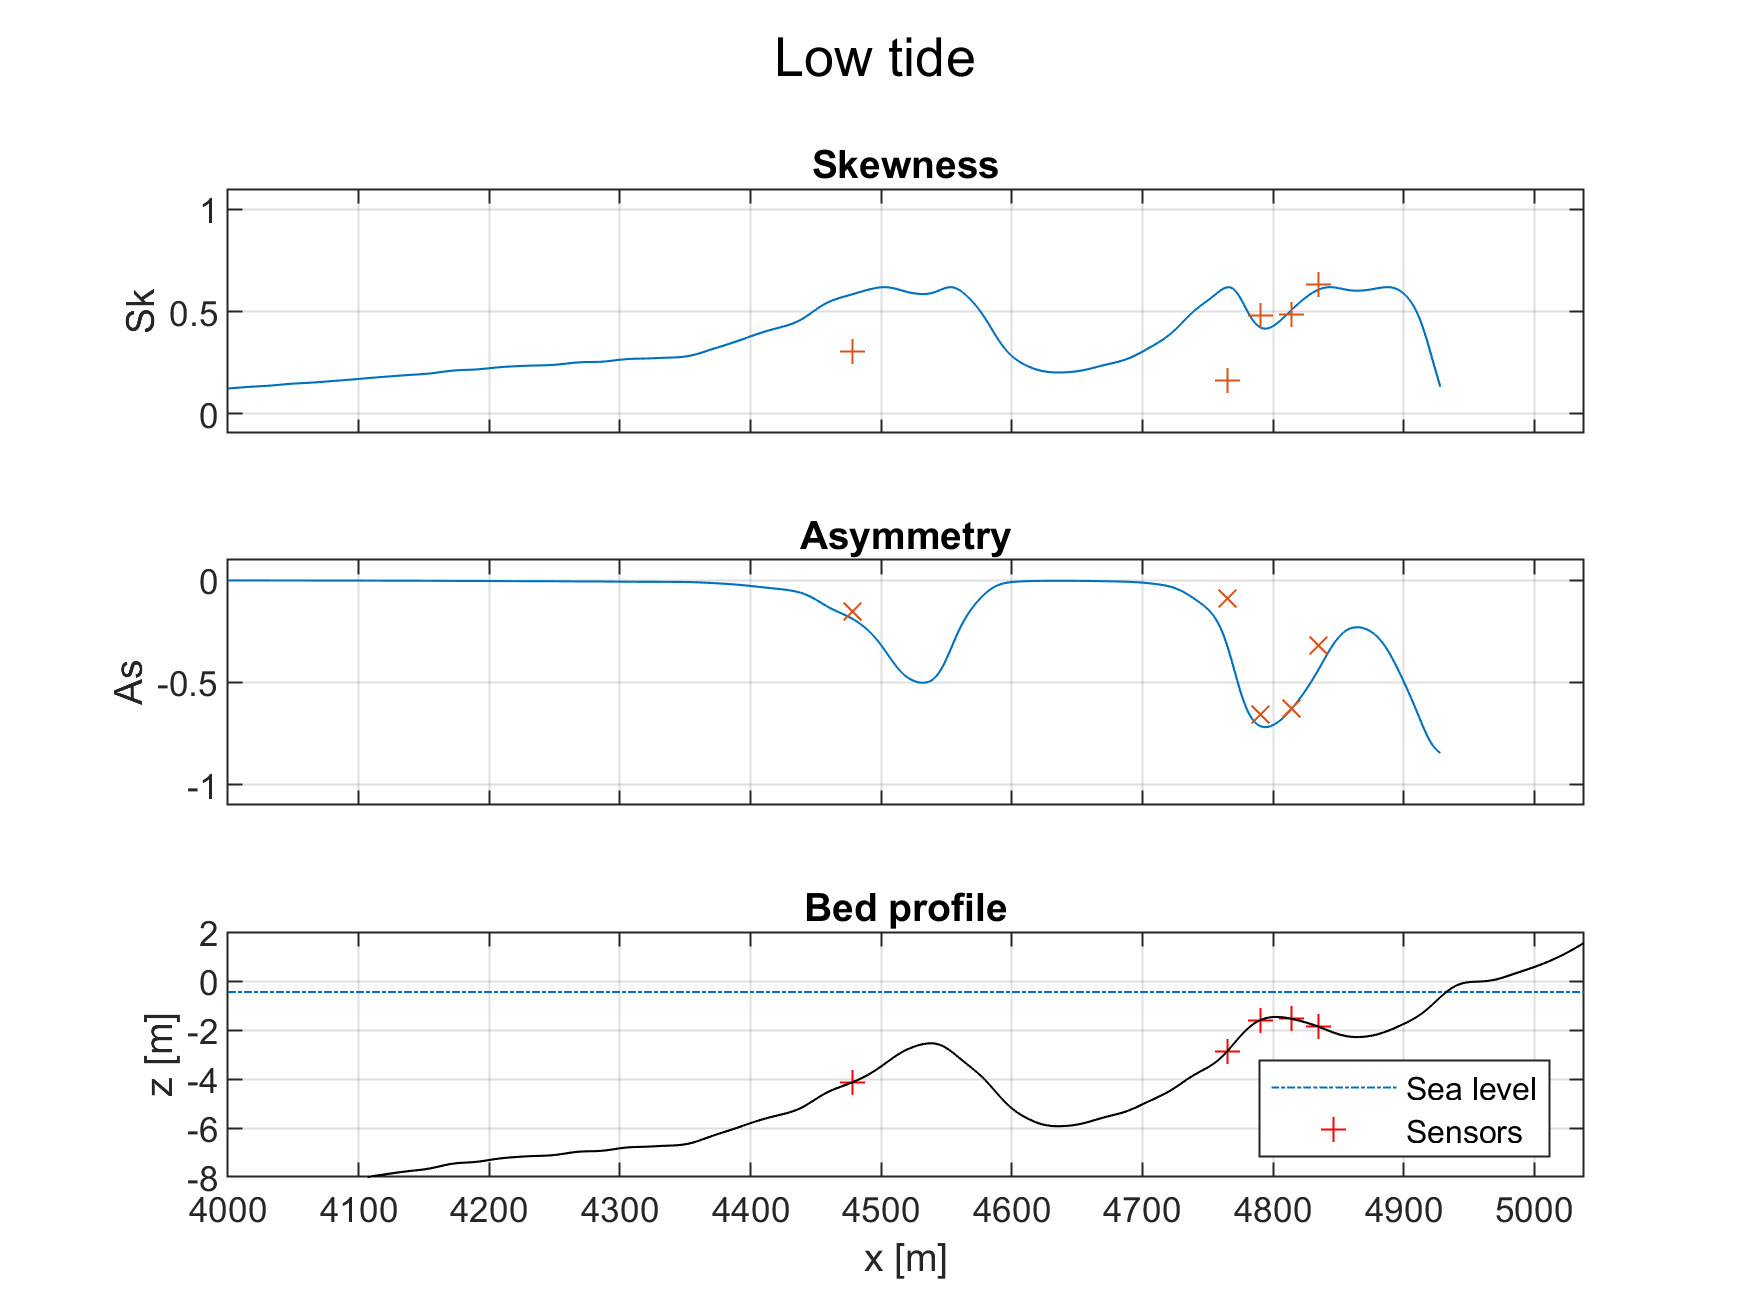 Low tide
Skewness
1
0.5
0
Sk
Asymmetry
0
-0.5
-1
As
Bed profile
2
0
-2
-4
-6
-8
z [m]
Sea level
Sensors
4000 4100 4200 4300 4400 4500 4600 4700 4800 4900 5000
x [m]